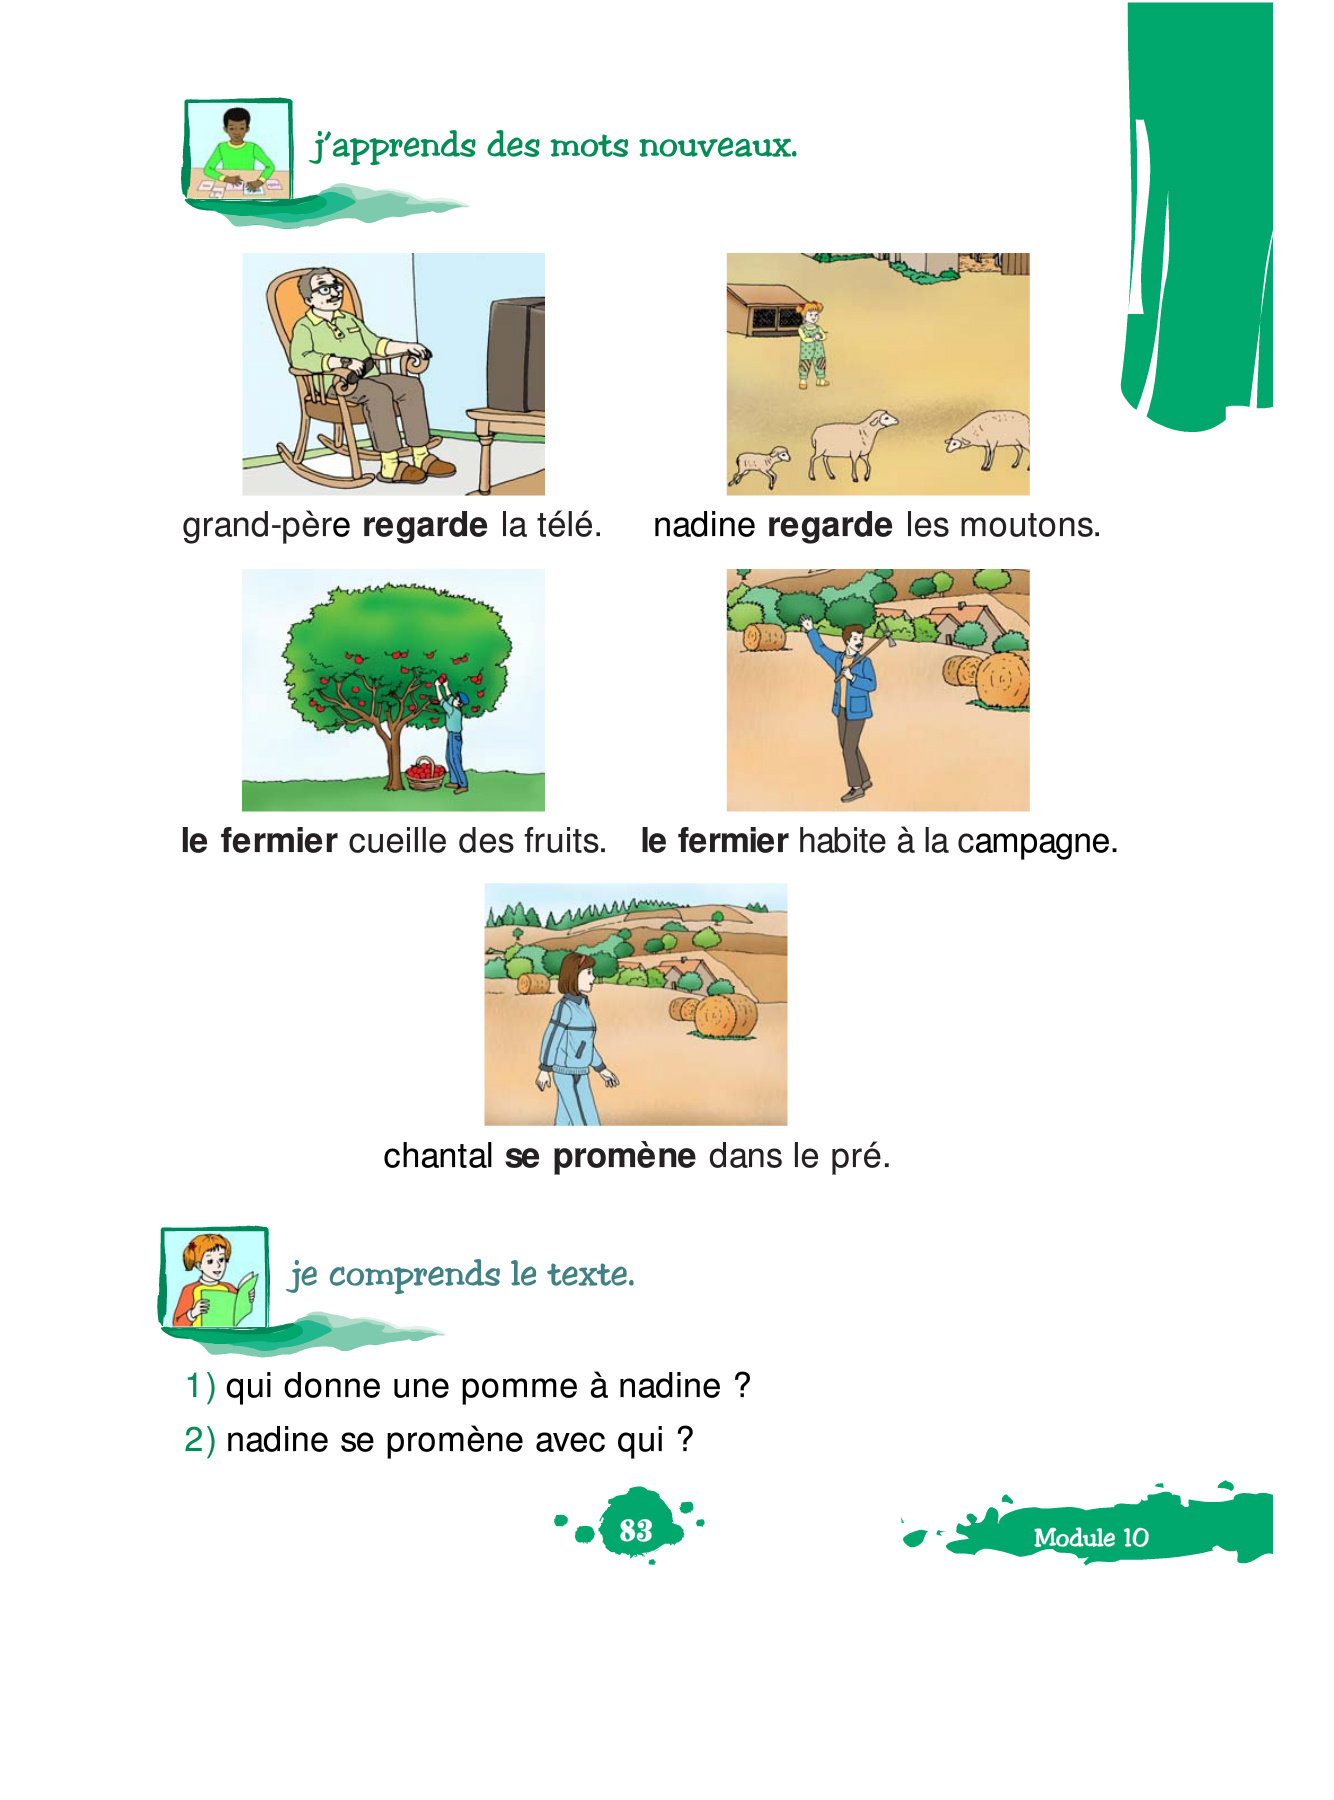 j'apprends des mots nouveaux.
grand-père regarde la télé.
nadine regarde les moutons.
le fermier cueille des fruits.
le fermier habite à la campagne.
chantal se promène dans le pré.
je comprends le texte.
1) qui donne une pomme à nadine ?
2) nadine se promène avec qui ?
83
Module 10